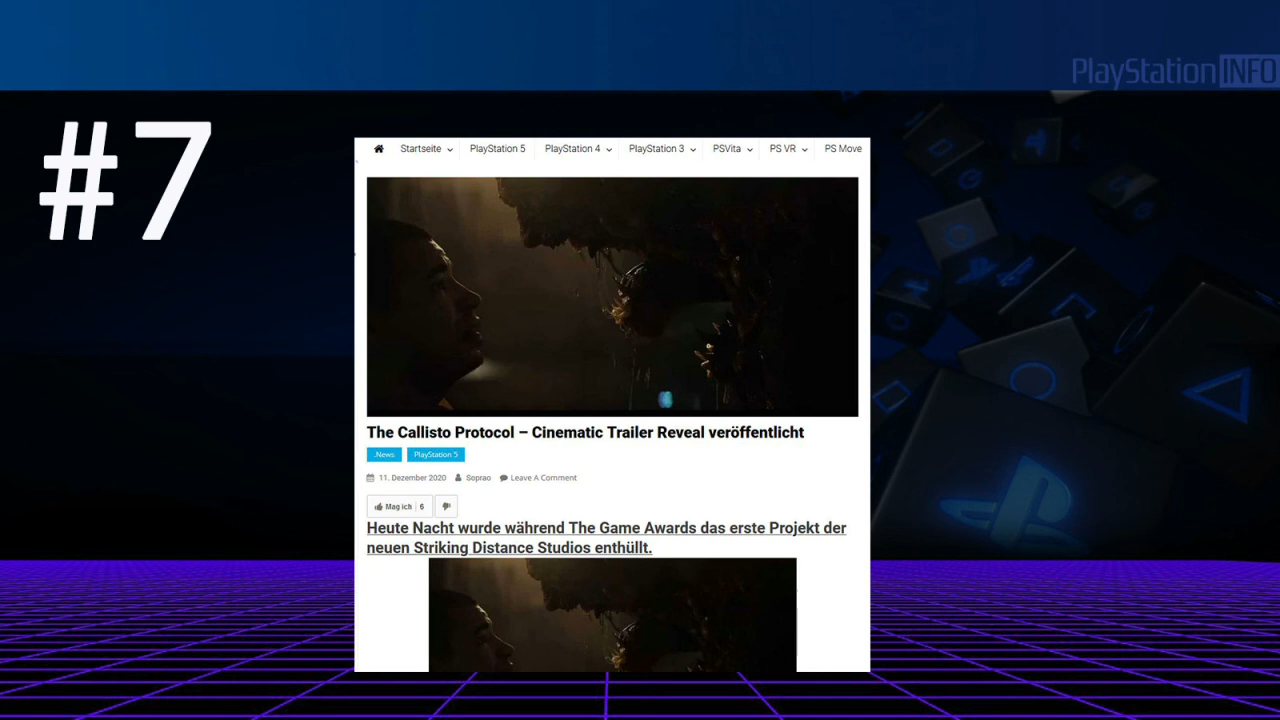 PlayStation INFO
#7
Startseite PlayStation 5 PlayStation 4 PlayStation 3 PSVita PS VR PS Move
The Callisto Protocol – Cinematic Trailer Reveal veröffentlicht
.News PlayStation 5
11. Dezember 2020 Soprao Leave A Comment
Mag ich 6
Heute Nacht wurde während The Game Awards das erste Projekt der
neuen Striking Distance Studios enthüllt.